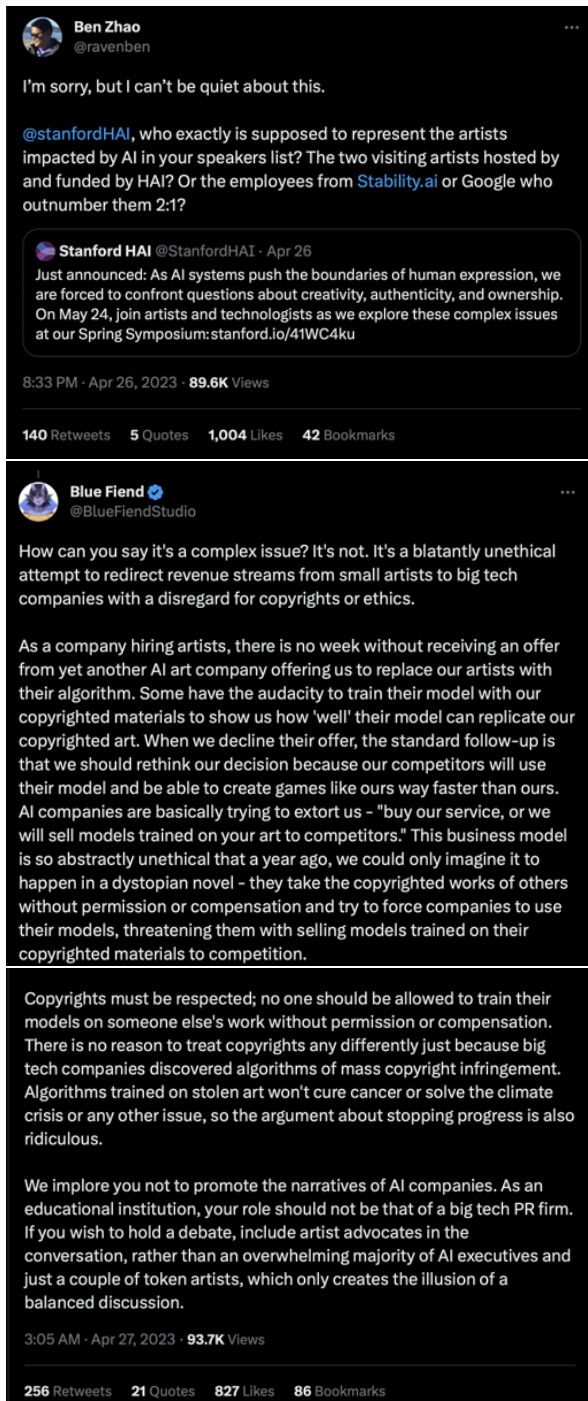 Ben Zhao
@ravenben
I'm sorry, but I can't be quiet about this.
@stanfordHAI, who exactly is supposed to represent the artists
impacted by AI in your speakers list? The two visiting artists hosted by
and funded by HAI? Or the employees from Stability.ai or Google who
outnumber them 2:1?
Stanford HAI @StanfordHAI · Apr 26
Just announced: As AI systems push the boundaries of human expression, we
are forced to confront questions about creativity, authenticity, and ownership.
On May 24, join artists and technologists as we explore these complex issues
at our Spring Symposium:stanford.io/41WC4ku
8:33 PM · Apr 26, 2023 · 89.6K Views
140 Retweets 5 Quotes 1,004 Likes 42 Bookmarks
Blue Fiend
@BlueFiendStudio
How can you say it's a complex issue? It's not. It's a blatantly unethical
attempt to redirect revenue streams from small artists to big tech
companies with a disregard for copyrights or ethics.
As a company hiring artists, there is no week without receiving an offer
from yet another AI art company offering us to replace our artists with
their algorithm. Some have the audacity to train their model with our
copyrighted materials to show us how 'well' their model can replicate our
copyrighted art. When we decline their offer, the standard follow-up is
that we should rethink our decision because our competitors will use
their model and be able to create games like ours way faster than ours.
AI companies are basically trying to extort us - "buy our service, or we
will sell models trained on your art to competitors." This business model
is so abstractly unethical that a year ago, we could only imagine it to
happen in a dystopian novel - they take the copyrighted works of others
without permission or compensation and try to force companies to use
their models, threatening them with selling models trained on their
copyrighted materials to competition.
Copyrights must be respected; no one should be allowed to train their
models on someone else's work without permission or compensation.
There is no reason to treat copyrights any differently just because big
tech companies discovered algorithms of mass copyright infringement.
Algorithms trained on stolen art won't cure cancer or solve the climate
crisis or any other issue, so the argument about stopping progress is also
ridiculous.
We implore you not to promote the narratives of AI companies. As an
educational institution, your role should not be that of a big tech PR firm.
If you wish to hold a debate, include artist advocates in the
conversation, rather than an overwhelming majority of AI executives and
just a couple of token artists, which only creates the illusion of a
balanced discussion.
3:05 AM · Apr 27, 2023 · 93.7K Views
256 Retweets 21 Quotes 827 Likes 86 Bookmarks